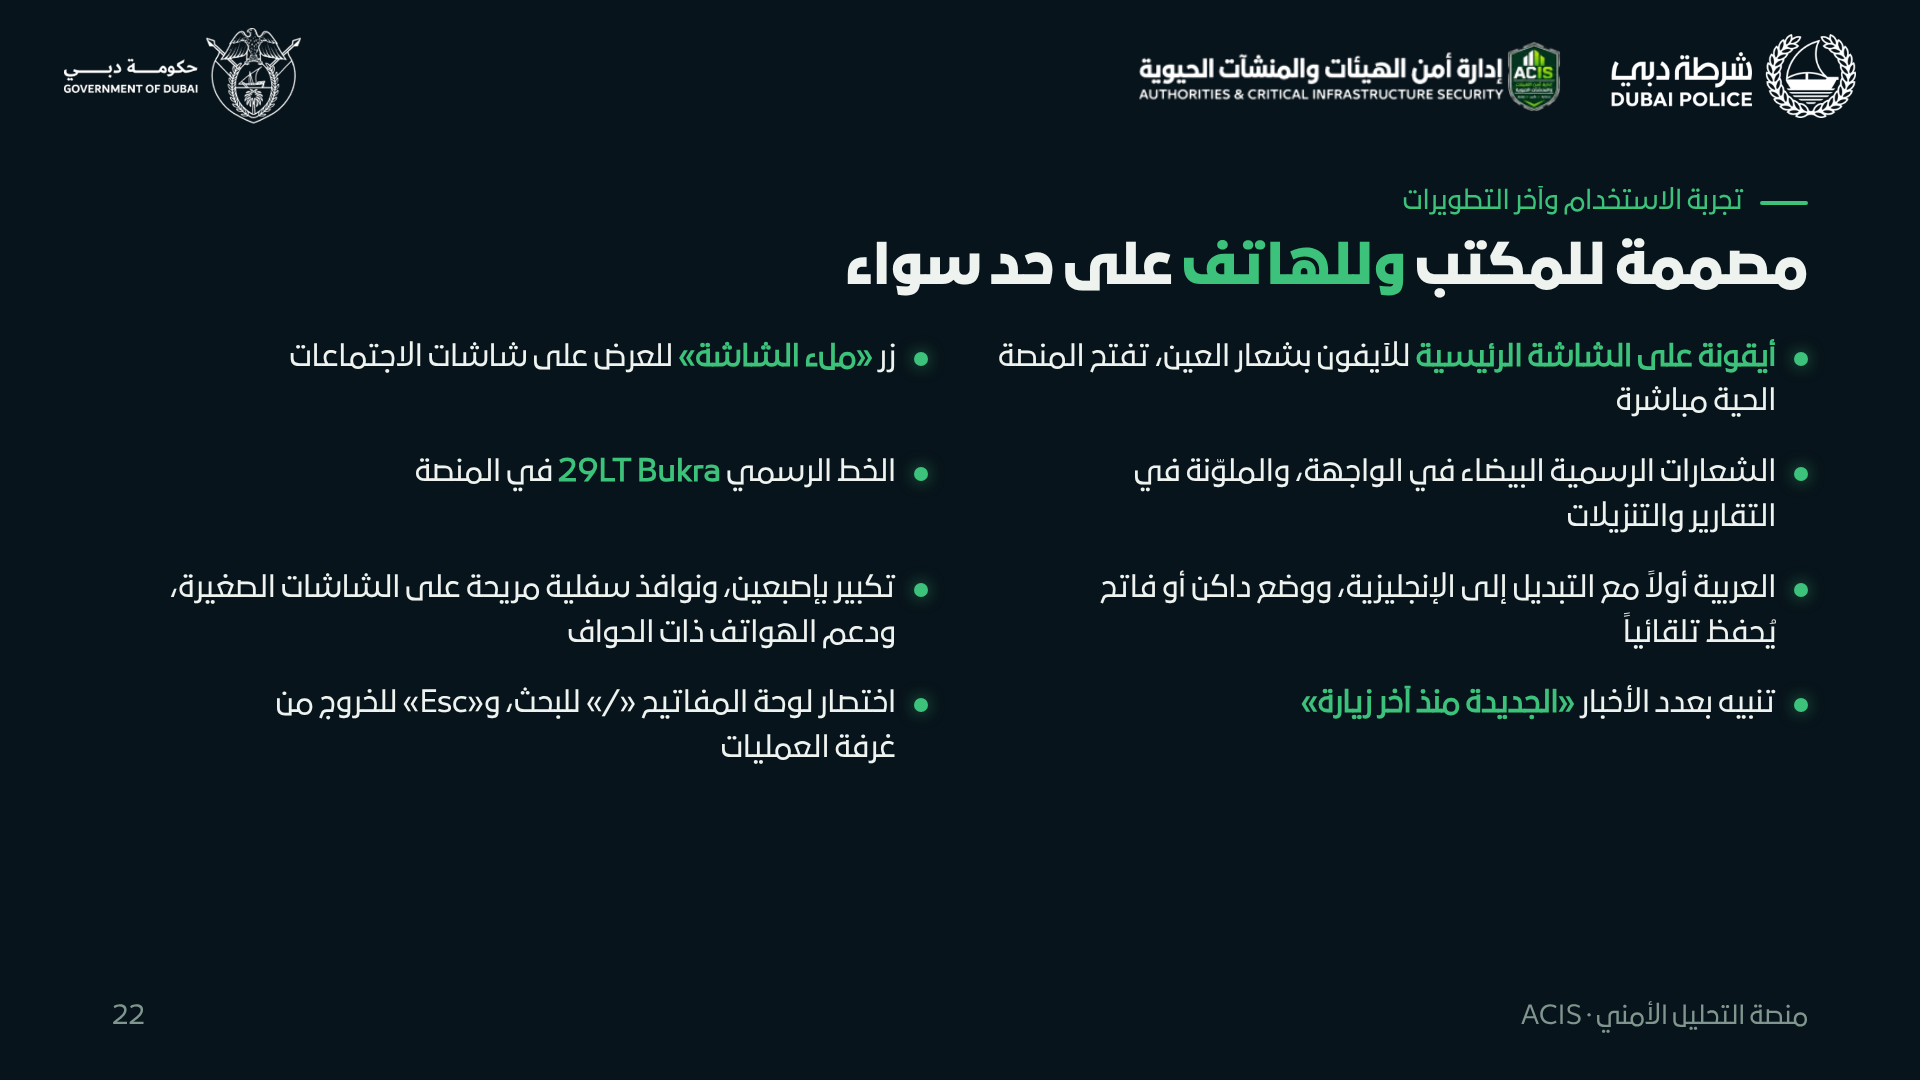 شرطة دبي
DUBAI POLICE
إدارة أمن الهيئات والمنشآت الحيوية
AUTHORITIES & CRITICAL INFRASTRUCTURE SECURITY
ACIS
حكومـــة دبـــــي
GOVERNMENT OF DUBAI
تجربة الاستخدام وآخر التطويرات
مصممة للمكتب وللهاتف على حد سواء
أيقونة على الشاشة الرئيسية للآيفون بشعار العين، تفتح المنصة
الحية مباشرة
زر «ملء الشاشة» للعرض على شاشات الاجتماعات
الشعارات الرسمية البيضاء في الواجهة، والملوّنة في
التقارير والتنزيلات
الخط الرسمي 29LT Bukra في المنصة
العربية أولاً مع التبديل إلى الإنجليزية، ووضع داكن أو فاتح
يُحفظ تلقائياً
تكبير بإصبعين، ونوافذ سفلية مريحة على الشاشات الصغيرة،
ودعم الهواتف ذات الحواف
تنبيه بعدد الأخبار «الجديدة منذ آخر زيارة»
اختصار لوحة المفاتيح «/» للبحث، و«Esc» للخروج من
غرفة العمليات
منصة التحليل الأمني · ACIS
22